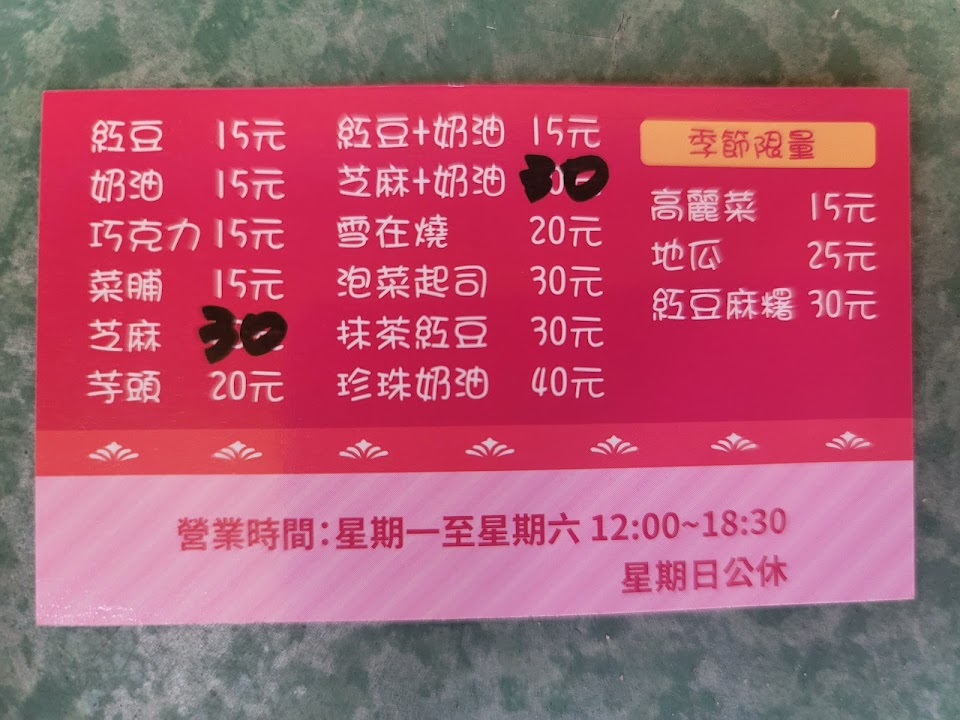 紅豆 15元
奶油 15元
巧克力 15元
菜脯 15元
芝麻 30
芋頭 20元
紅豆+奶油 15元
芝麻+奶油 30
雪在燒 20元
泡菜起司 30元
抹茶紅豆 30元
珍珠奶油 40元
季節限量
高麗菜 15元
地瓜 25元
紅豆麻糬 30元
營業時間：星期一至星期六 12:00~18:30
星期日公休